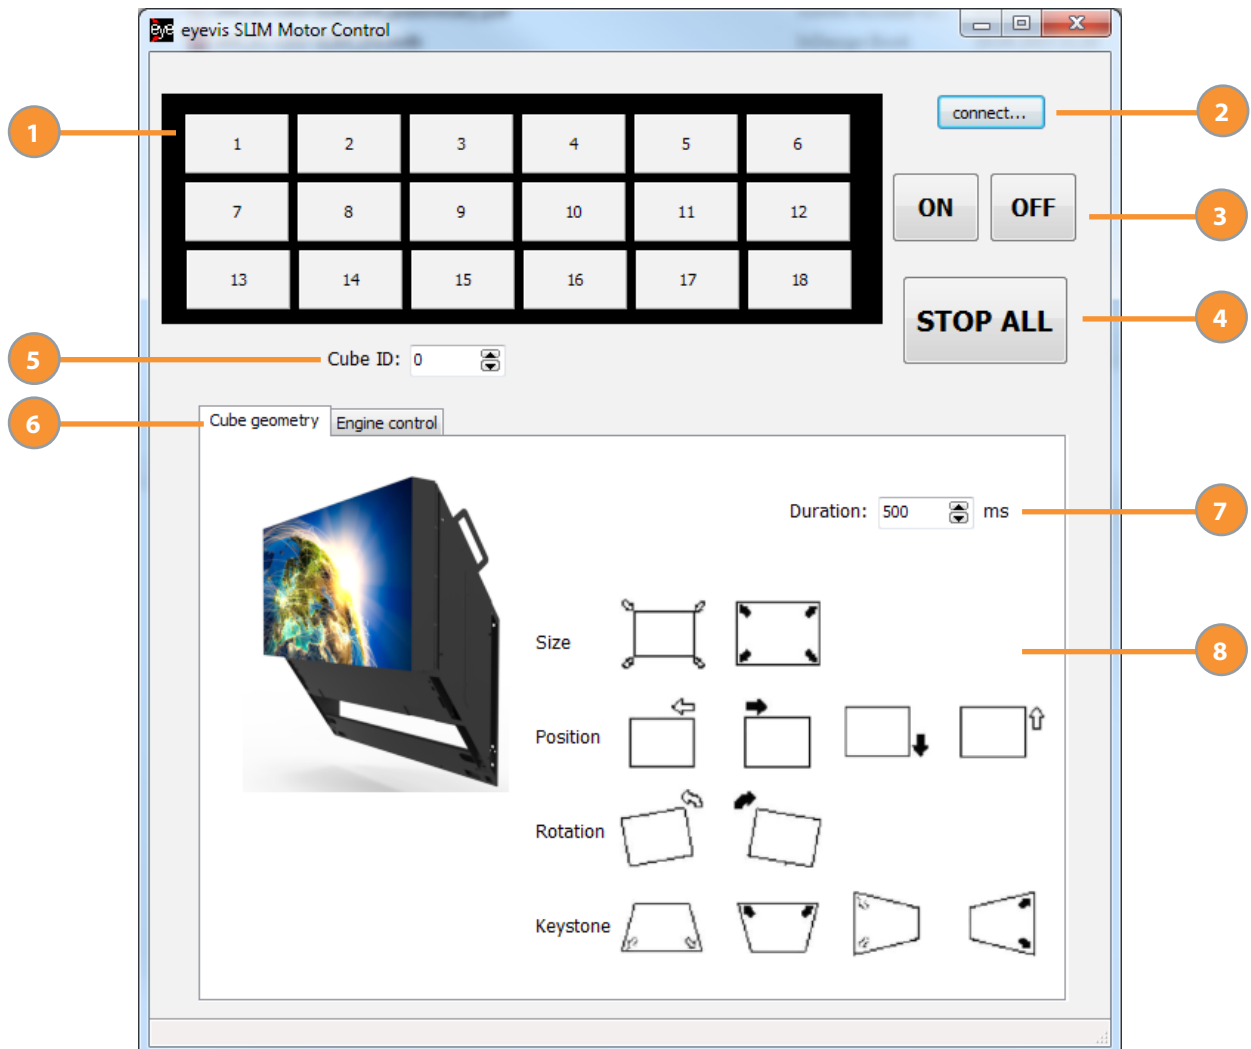 eye eyevis SLIM Motor Control
X
1
connect...
2
1 2 3 4 5 6
ON OFF
3
7 8 9 10 11 12
13 14 15 16 17 18
STOP ALL
4
5
Cube ID: 0
6
Cube geometry Engine control
Duration: 500 ms
7
Size
8
Position
Rotation
Keystone